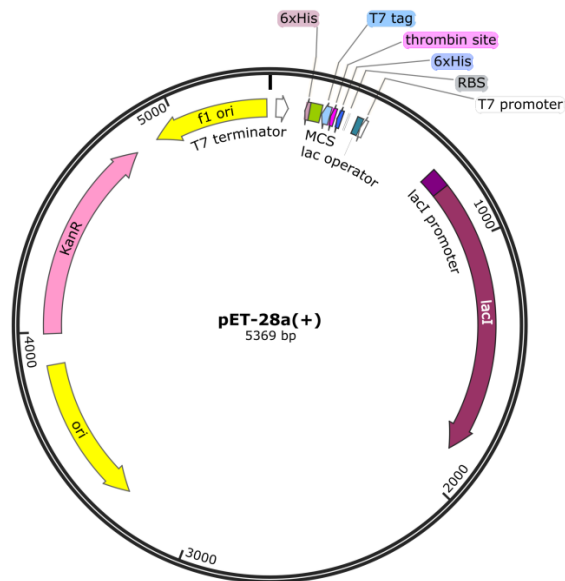 6xHis
T7 tag
thrombin site
6xHis
RBS
T7 promoter
5000
f1 ori
T7 terminator
MCS
lac operator
KanR
lacI promoter
1000
lacI
pET-28a(+)
5369 bp
4000
ori
2000
3000